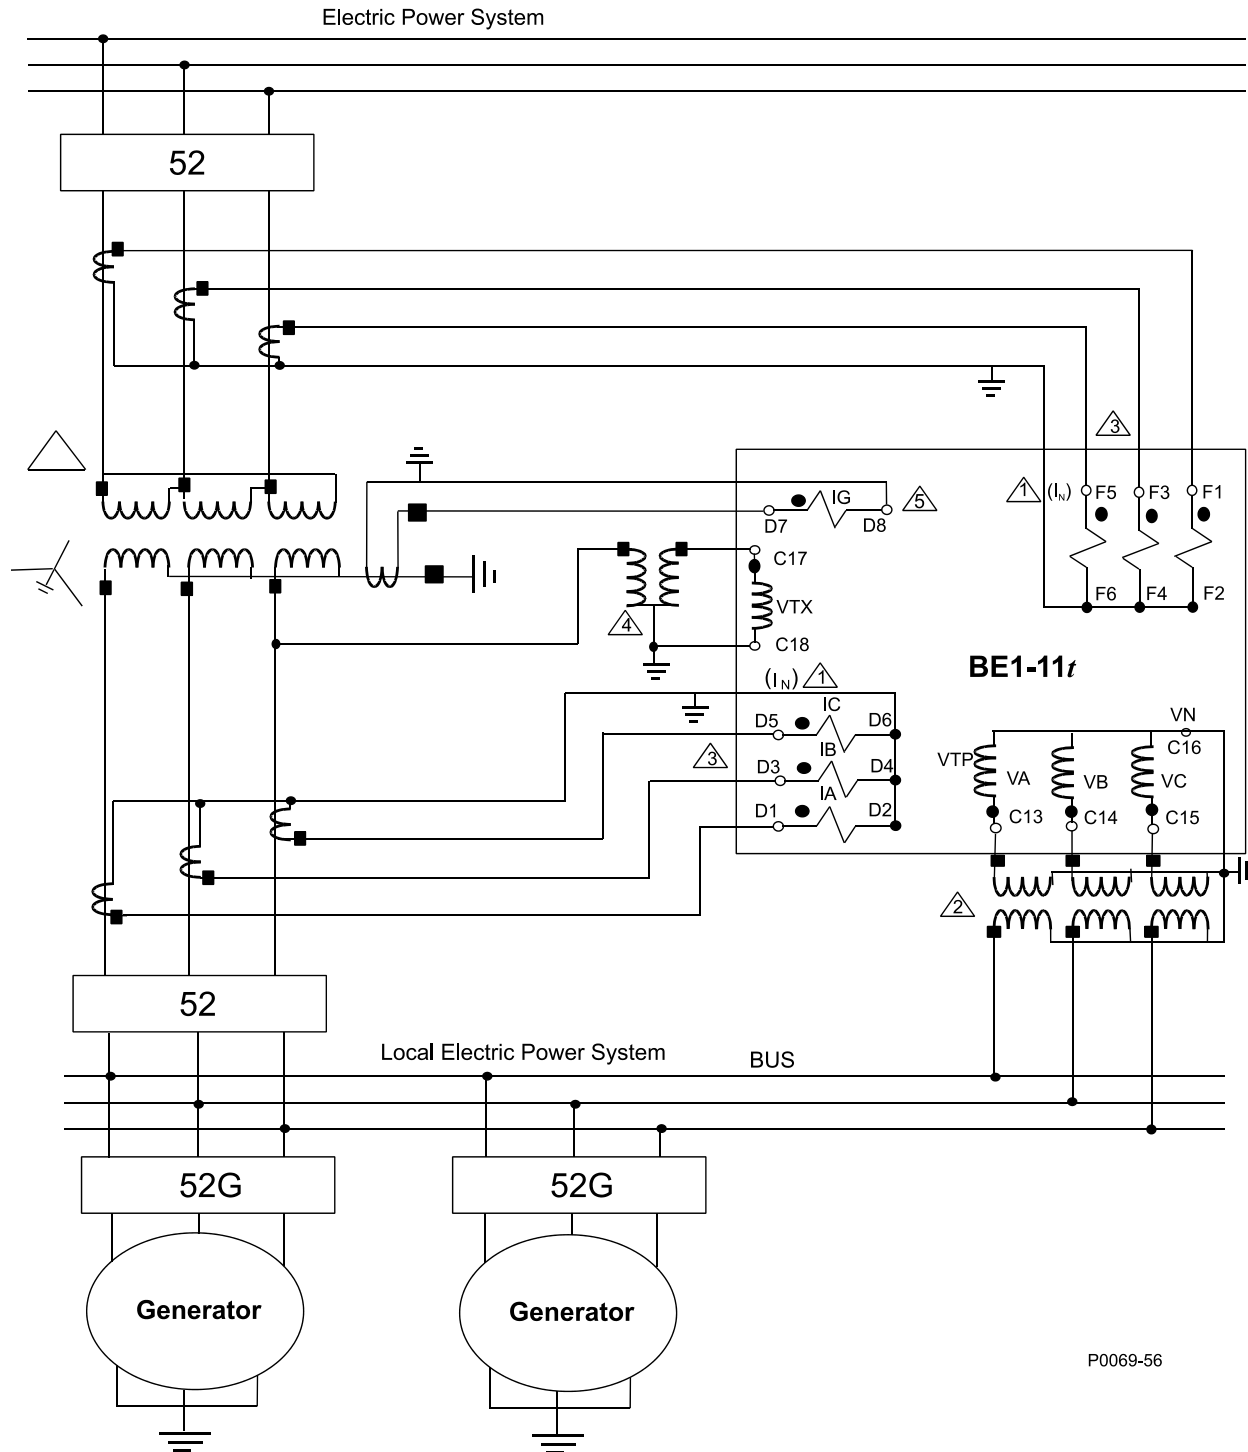 Electric Power System
52
3
1 (IN) F5 F3 F1
IG
D7 D8 5
C17
VTX
F6 F4 F2
4
C18
BE1-11t
(IN) 1
IC
D5 D6
VN
C16
3
IB
D3 D4
VTP
VA VB VC
IA
D1 D2
C13 C14 C15
2
52
Local Electric Power System BUS
52G 52G
Generator Generator
P0069-56